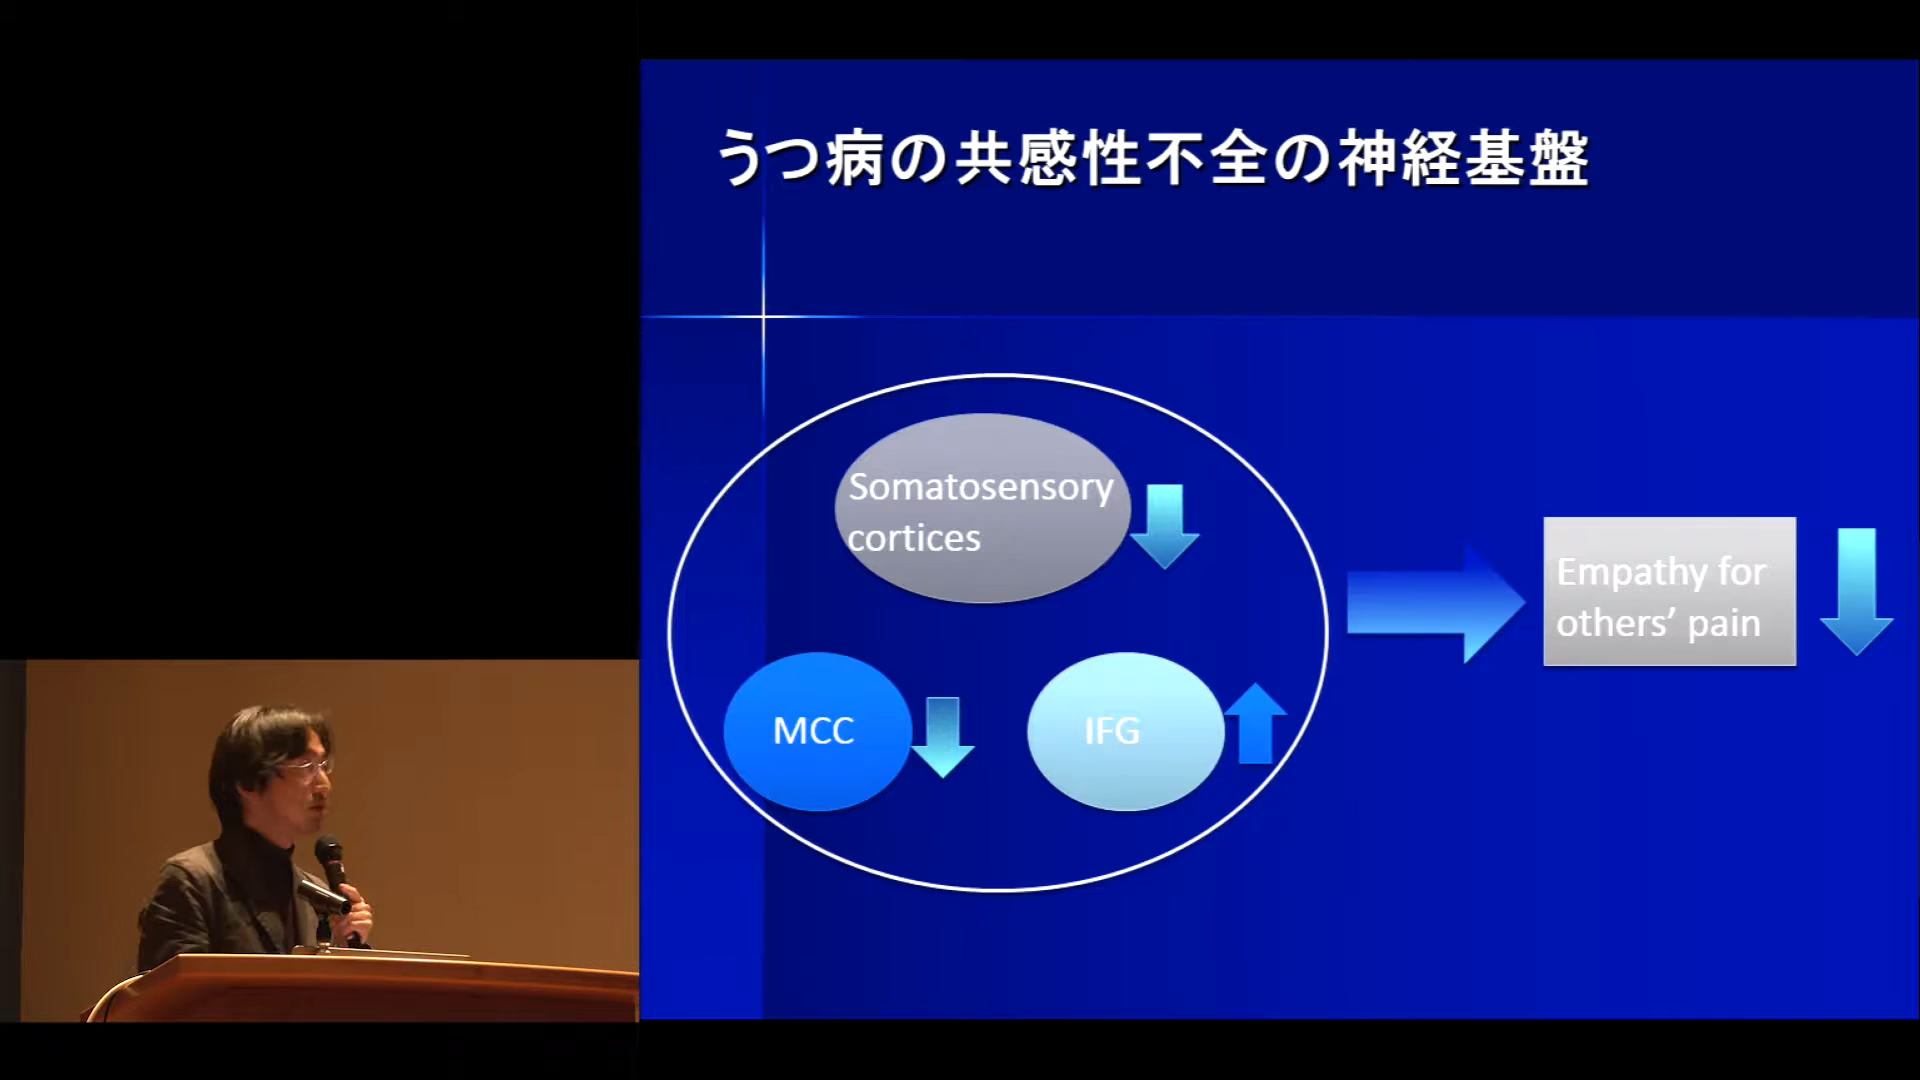 うつ病の共感性不全の神経基盤
Somatosensory
cortices
MCC
IFG
Empathy for
others’ pain